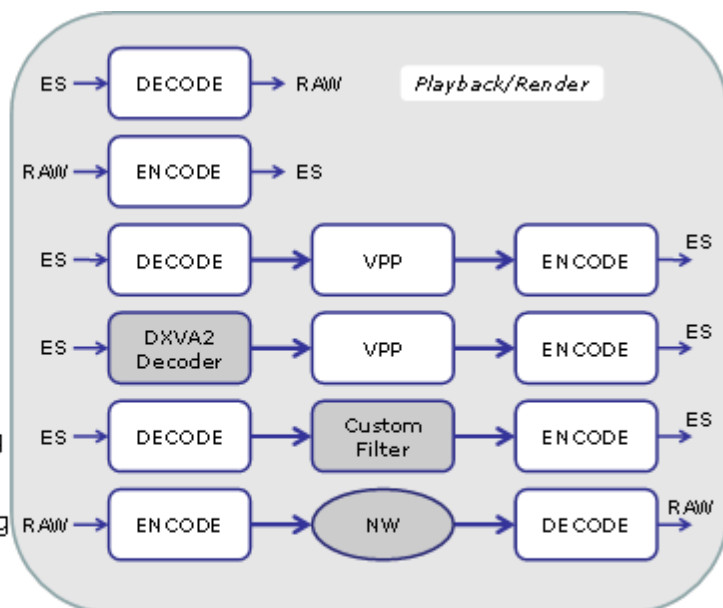 ES DECODE RAW Playback/Render
RAW ENCODE ES
ES DECODE VPP ENCODE ES
ES DXVA2 Decoder VPP ENCODE ES
ES DECODE Custom Filter ENCODE ES
RAW ENCODE NW DECODE RAW